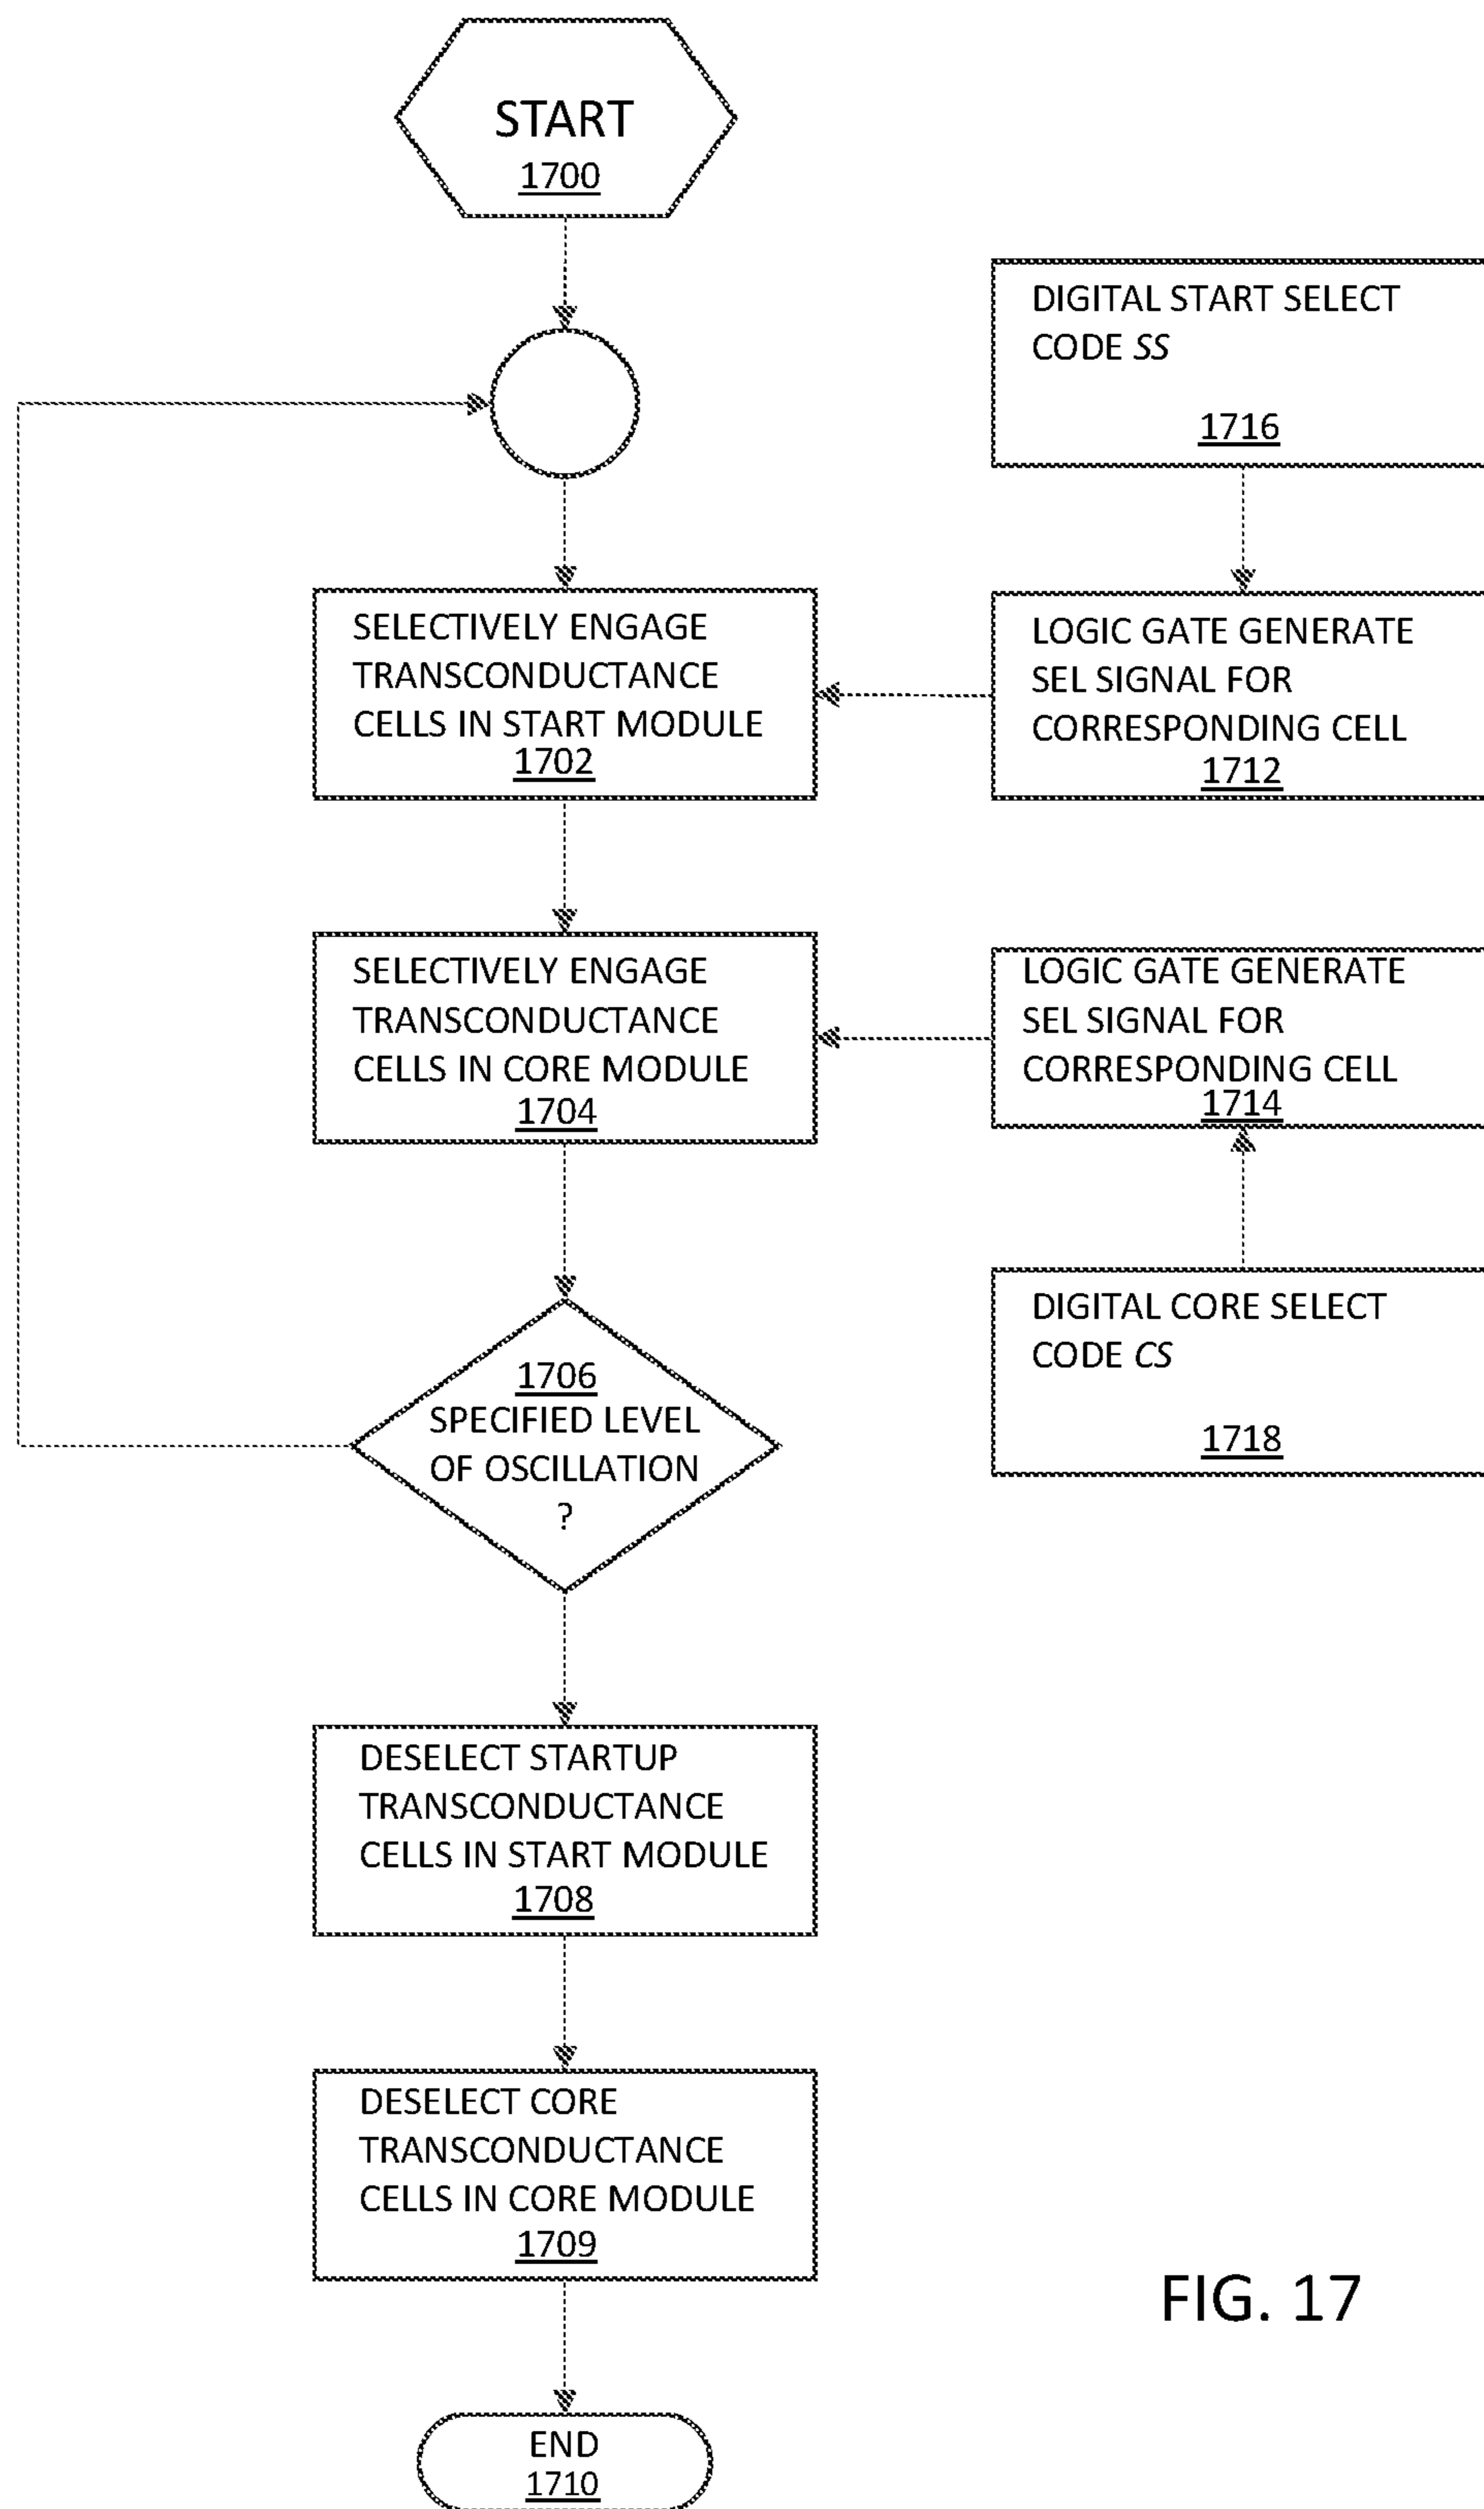 START
1700
DIGITAL START SELECT
CODE SS
1716
SELECTIVELY ENGAGE
TRANSCONDUCTANCE
CELLS IN START MODULE
1702
LOGIC GATE GENERATE
SEL SIGNAL FOR
CORRESPONDING CELL
1712
SELECTIVELY ENGAGE
TRANSCONDUCTANCE
CELLS IN CORE MODULE
1704
LOGIC GATE GENERATE
SEL SIGNAL FOR
CORRESPONDING CELL
1714
DIGITAL CORE SELECT
CODE CS
1718
1706
SPECIFIED LEVEL
OF OSCILLATION
?
DESELECT STARTUP
TRANSCONDUCTANCE
CELLS IN START MODULE
1708
DESELECT CORE
TRANSCONDUCTANCE
CELLS IN CORE MODULE
1709
END
1710
FIG. 17